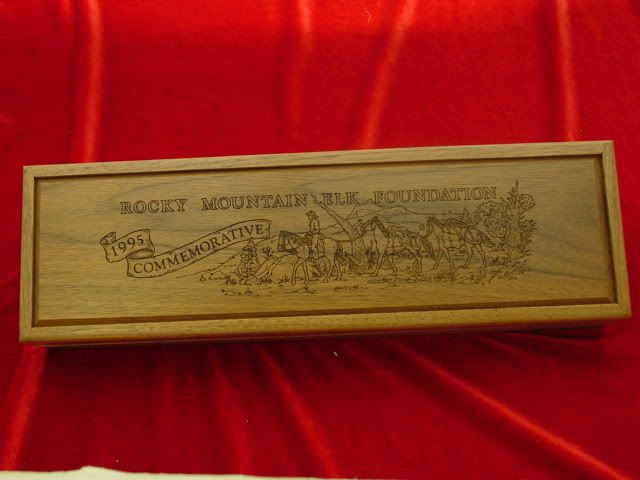 ROCKY MOUNTAIN ELK FOUNDATION
1995
COMMEMORATIVE